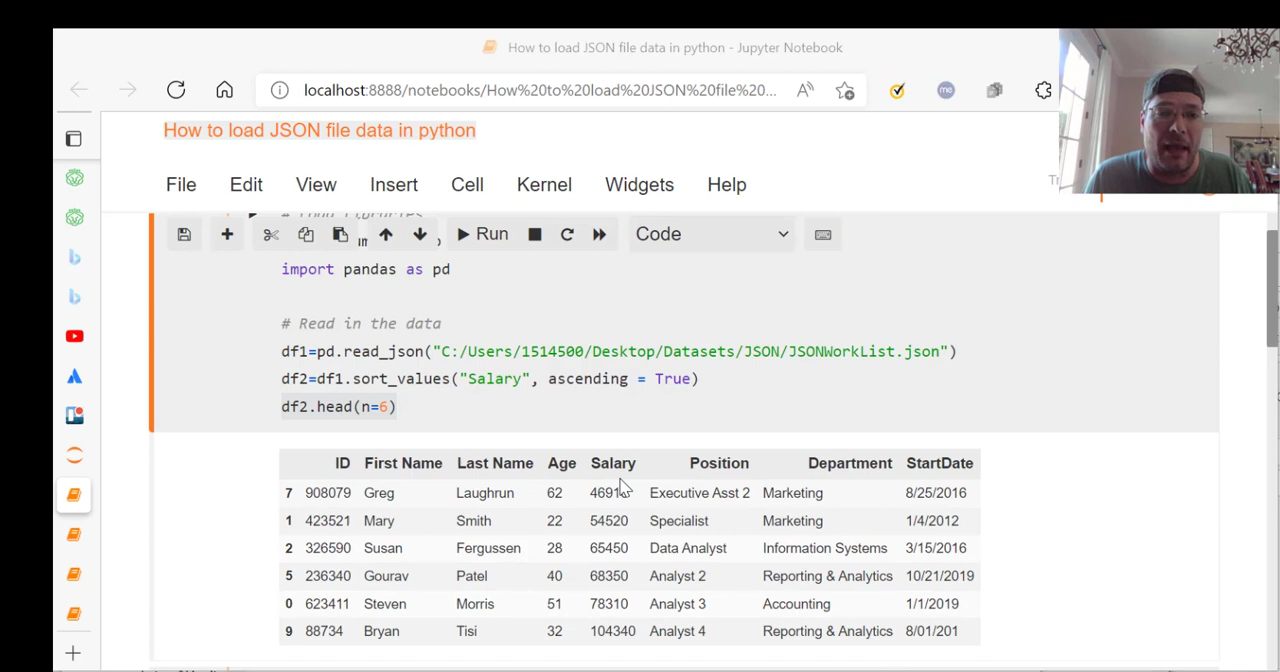 How to load JSON file data in python - Jupyter Notebook
localhost:8888/notebooks/How%20to%20load%20JSON%20file%20...
How to load JSON file data in python
File Edit View Insert Cell Kernel Widgets Help
Run Code
import pandas as pd
# Read in the data
df1=pd.read_json("C:/Users/1514500/Desktop/Datasets/JSON/JSONWorkList.json")
df2=df1.sort_values("Salary", ascending = True)
df2.head(n=6)
ID First Name Last Name Age Salary Position Department StartDate
7 908079 Greg Laughrun 62 Executive Asst 2 Marketing 8/25/2016
1 423521 Mary Smith 22 54520 Specialist Marketing 1/4/2012
2 326590 Susan Fergussen 28 65450 Data Analyst Information Systems 3/15/2016
5 236340 Gourav Patel 40 68350 Analyst 2 Reporting & Analytics 10/21/2019
0 623411 Steven Morris 51 78310 Analyst 3 Accounting 1/1/2019
9 88734 Bryan Tisi 32 104340 Analyst 4 Reporting & Analytics 8/01/201